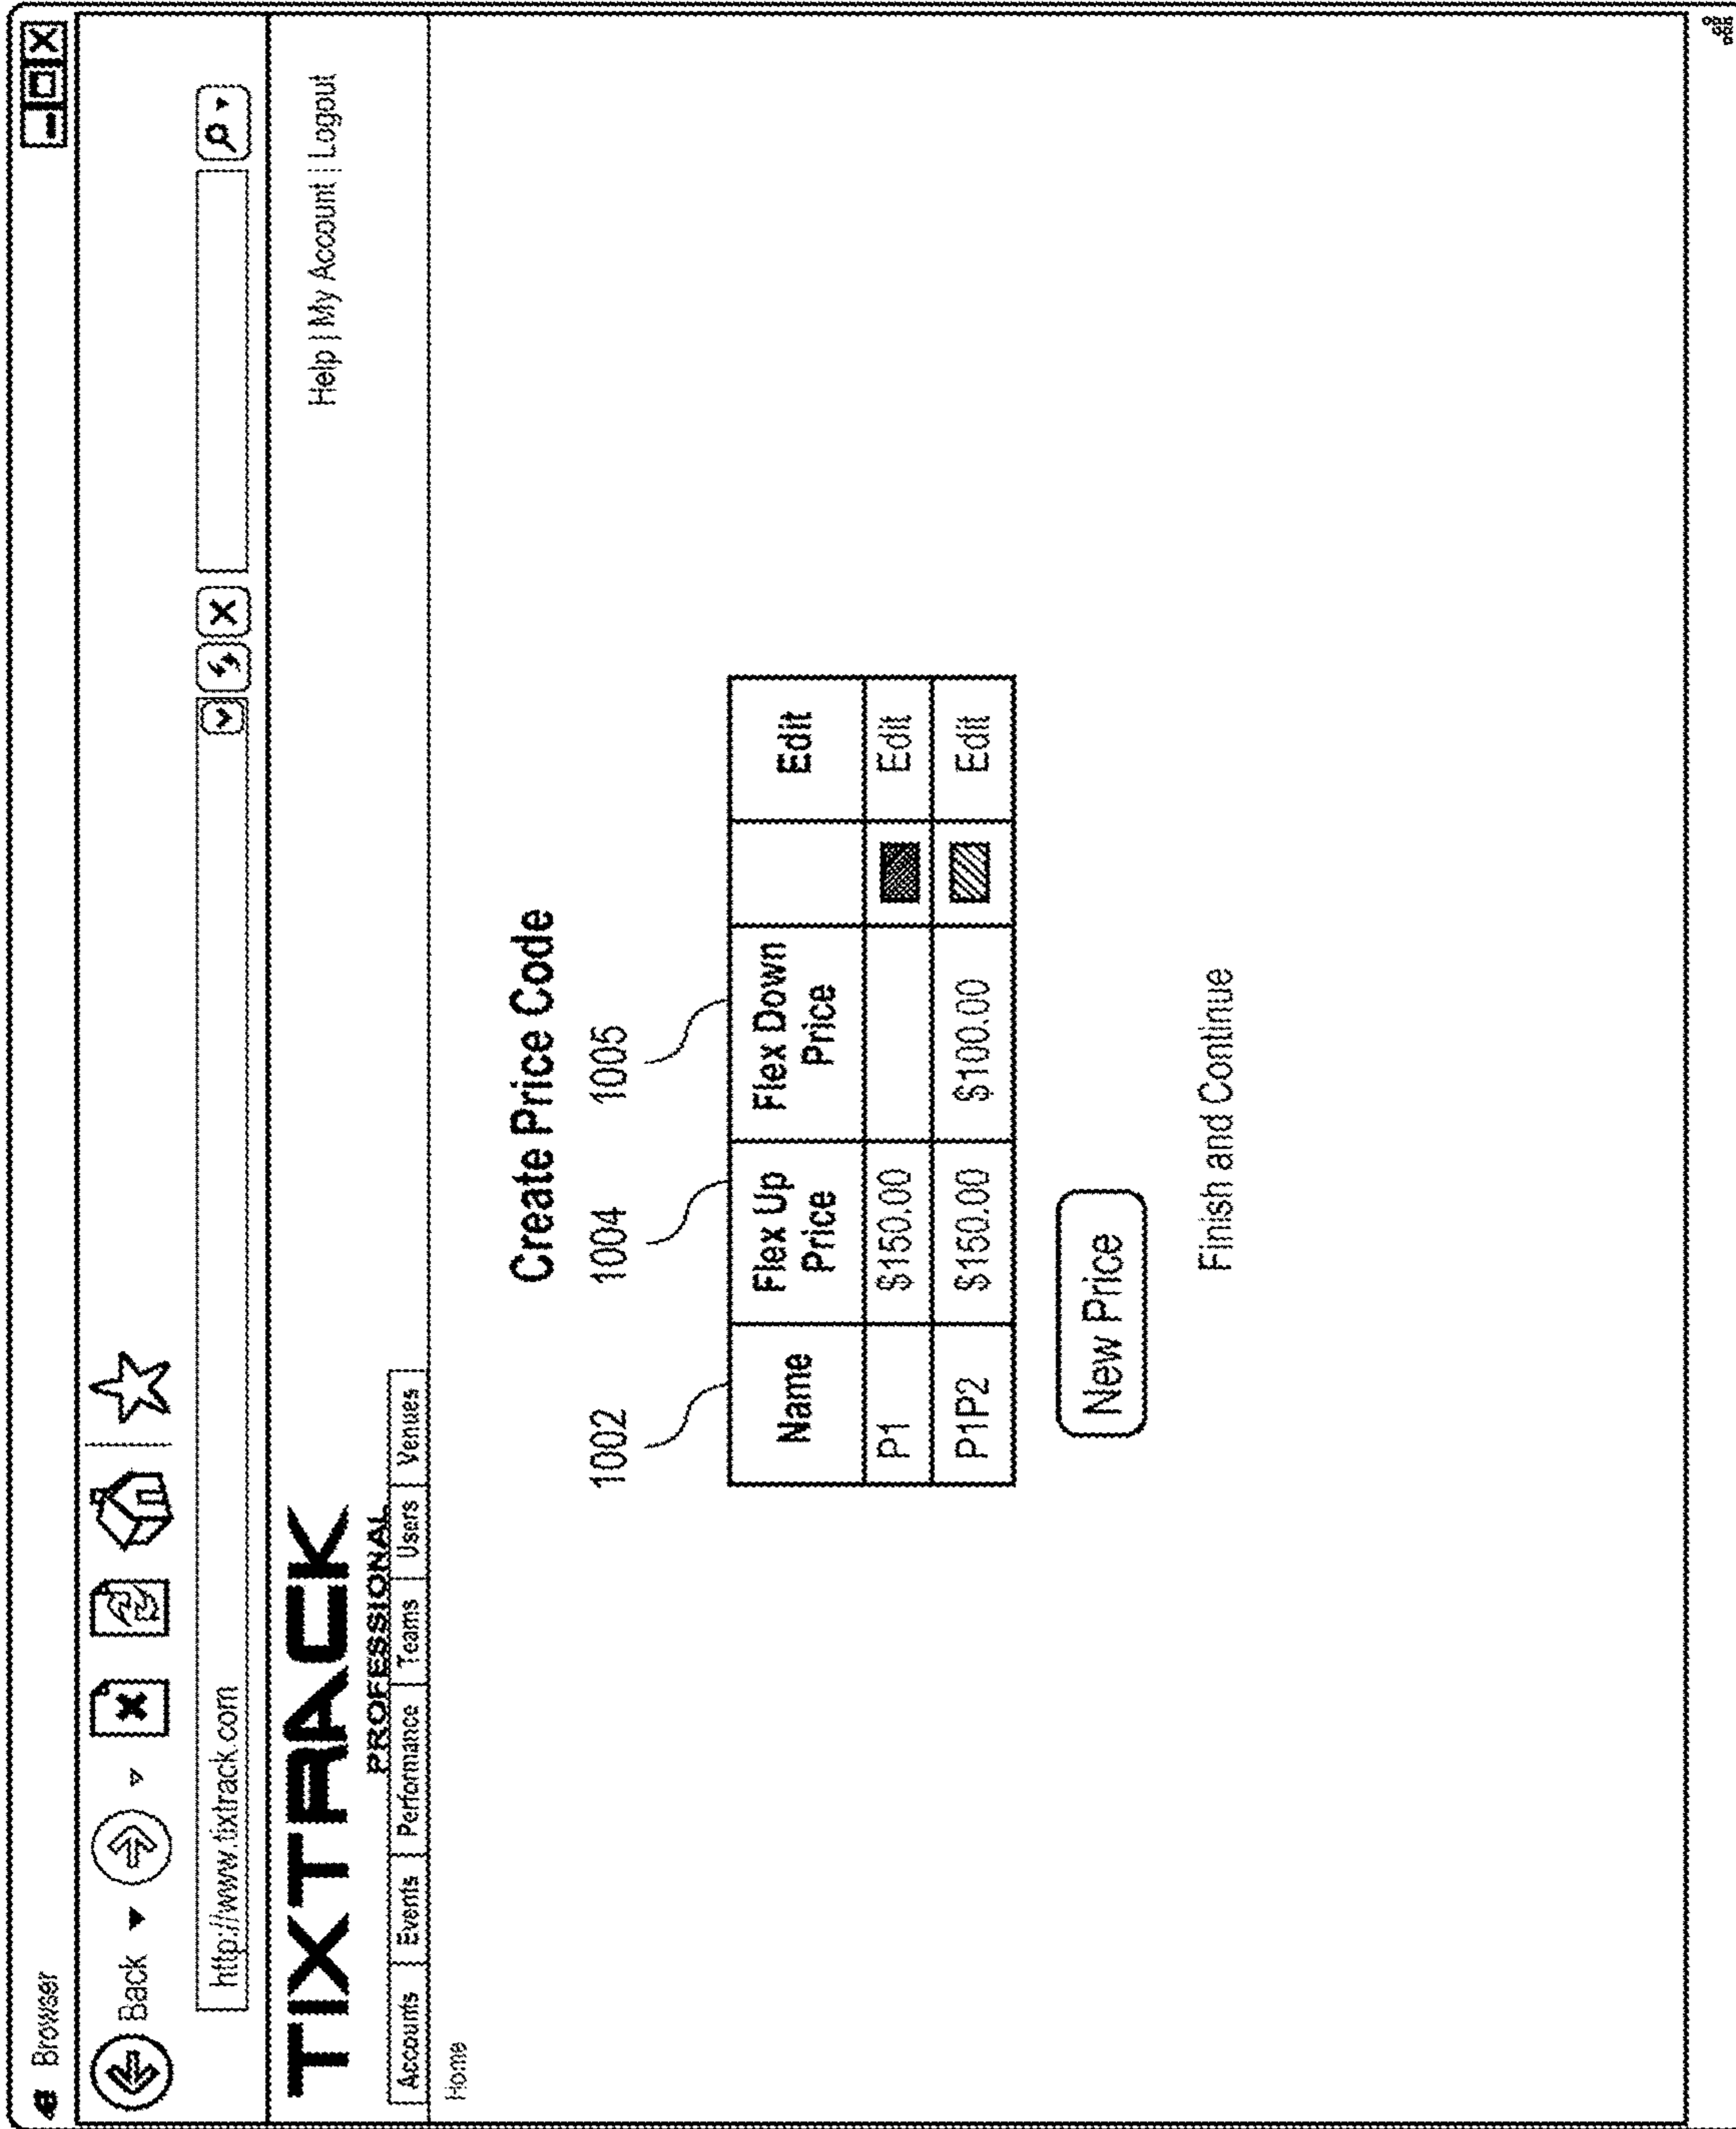 Browser
Back
http://www.tixtrack.com
TIXTRACK
PROFESSIONAL
Help | My Account | Logout
Accounts Events Performance Teams Users Venues
Home
Create Price Code
1002 1004 1005
Name Flex Up Price Flex Down Price Edit
P1 $150.00 Edit
P1P2 $150.00 $100.00 Edit
New Price
Finish and Continue